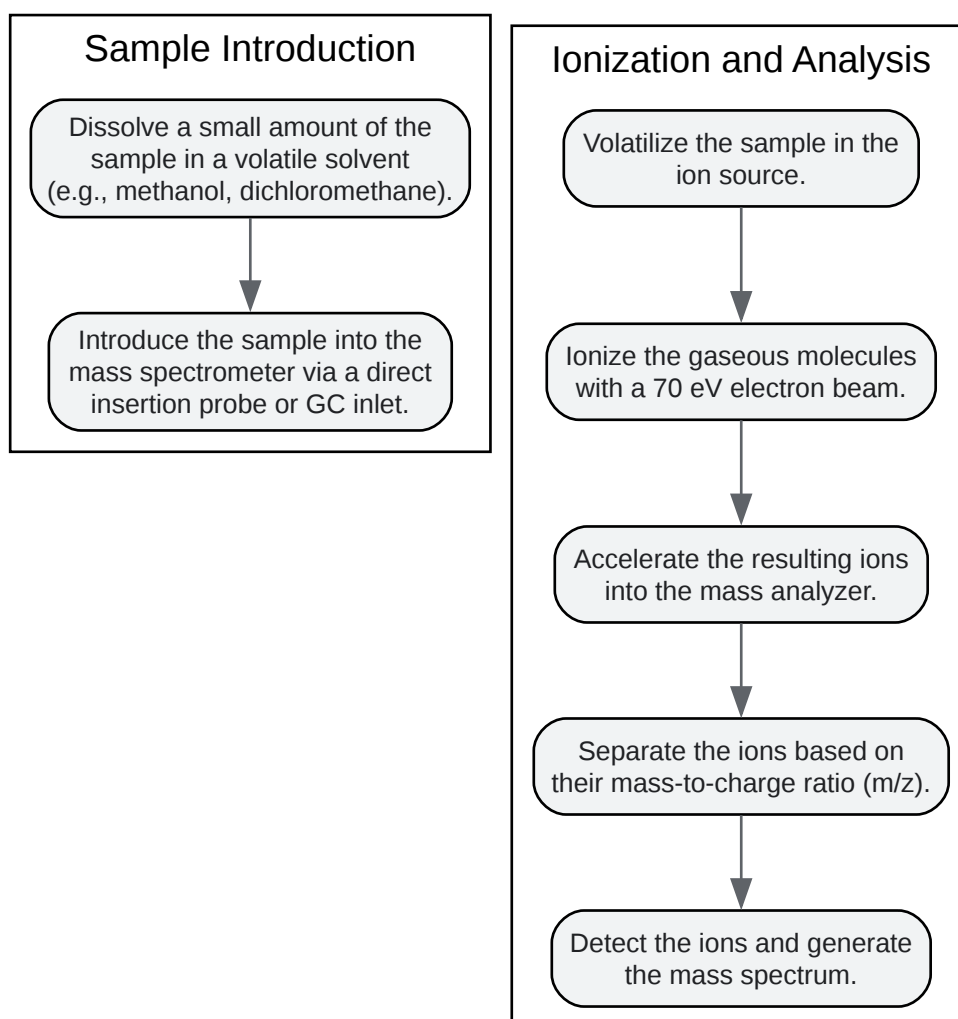 Sample Introduction
Dissolve a small amount of the
sample in a volatile solvent
(e.g., methanol, dichloromethane).
Introduce the sample into the
mass spectrometer via a direct
insertion probe or GC inlet.
Ionization and Analysis
Volatilize the sample in the
ion source.
Ionize the gaseous molecules
with a 70 eV electron beam.
Accelerate the resulting ions
into the mass analyzer.
Separate the ions based on
their mass-to-charge ratio (m/z).
Detect the ions and generate
the mass spectrum.